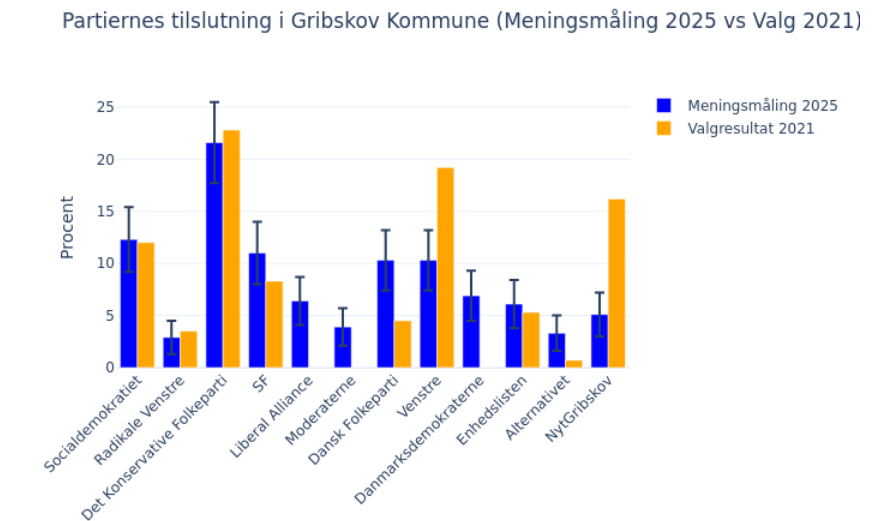 Partiernes tilslutning i Gribskov Kommune (Meningsmåling 2025 vs Valg 2021)
Meningsmåling 2025
Valgresultat 2021
Procent
25
20
15
10
5
0
Socialdemokratiet
Radikale Venstre
Det Konservative Folkeparti
SF
Liberal Alliance
Moderaterne
Dansk Folkeparti
Venstre
Danmarksdemokraterne
Enhedslisten
Alternativet
NytGribskov